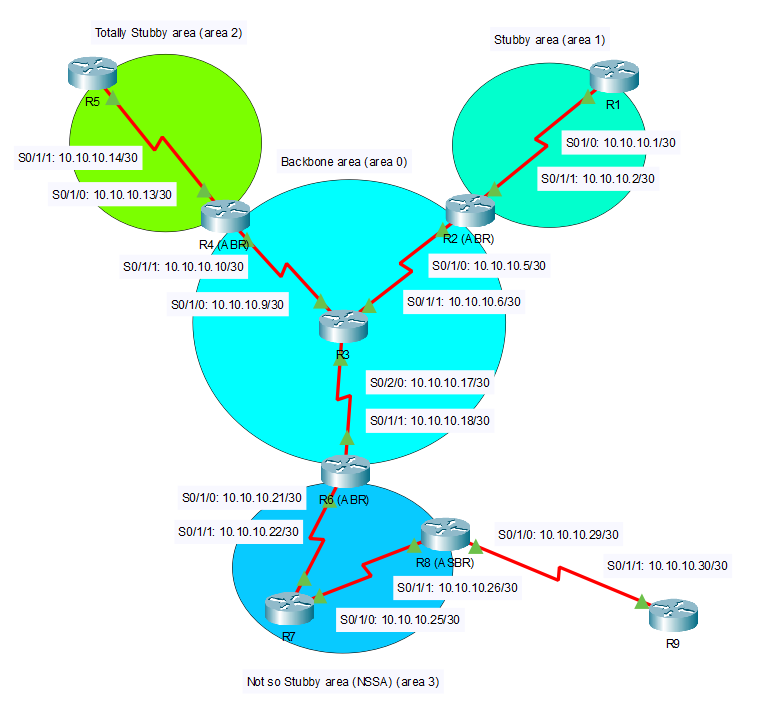 Totally Stubby area (area 2)
Stubby area (area 1)
R5
R1
S0/1/1: 10.10.10.14/30
S01/0: 10.10.10.1/30
Backbone area (area 0)
S0/1/0: 10.10.10.13/30
S0/1/1: 10.10.10.2/30
R4 (ABR)
R2 (ABR)
S0/1/1: 10.10.10.10/30
S0/1/0: 10.10.10.5/30
S0/1/0: 10.10.10.9/30
S0/1/1: 10.10.10.6/30
R3
S0/2/0: 10.10.10.17/30
S0/1/1: 10.10.10.18/30
S0/1/0: 10.10.10.21/30
R6 (ABR)
S0/1/1: 10.10.10.22/30
S0/1/0: 10.10.10.29/30
R8 (ASBR)
S0/1/1: 10.10.10.30/30
S0/1/1: 10.10.10.26/30
S0/1/0: 10.10.10.25/30
R7
R9
Not so Stubby area (NSSA) (area 3)